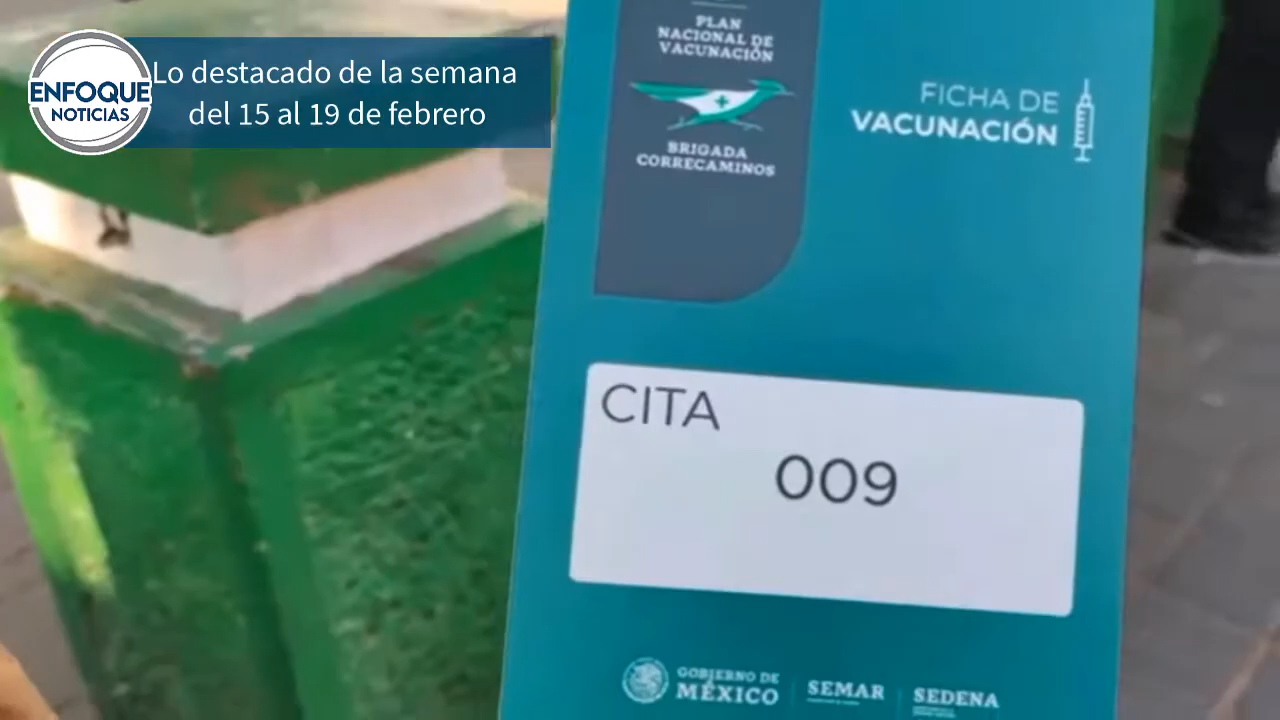 ENFOQUE
NOTICIAS
Lo destacado de la semana
del 15 al 19 de febrero
PLAN
NACIONAL DE
VACUNACIÓN
BRIGADA
CORRECAMINOS
FICHA DE
VACUNACIÓN
CITA
009
GOBIERNO DE
MÉXICO
SEMAR
SEDENA